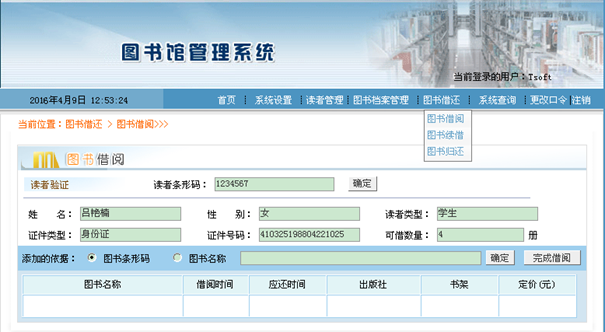 图书馆管理系统
当前登录的用户：Tsoft
2016年4月9日 12:53:24 首页 系统设置 读者管理 图书档案管理 图书借还 系统查询 更改口令 注销
图书借阅
图书续借
图书归还
当前位置：图书借还 > 图书借阅>>>
图书借阅
读者验证 读者条形码： 1234567 确定
姓 名： 吕艳楠 性 别： 女 读者类型： 学生
证件类型： 身份证 证件号码： 410325198804221025 可借数量： 4 册
添加的依据： 图书条形码 图书名称 确定 完成借阅
图书名称 借阅时间 应还时间 出版社 书架 定价(元)